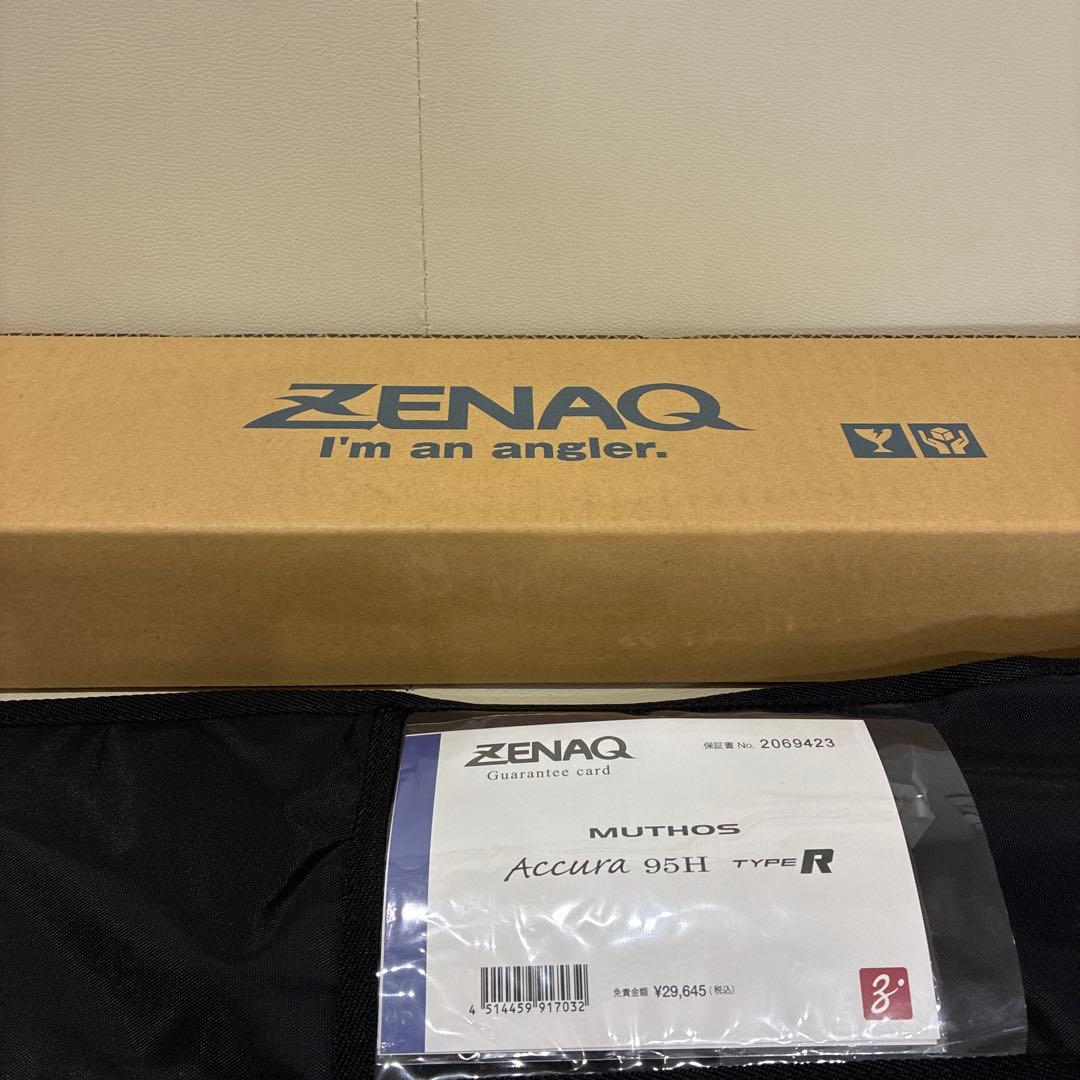 ZENAQ
I'm an angler.
ZENAQ
Guarantee card
保証書 No. 2069423
MUTHOS
Accura 95H TYPE R
4 514459 917032
免責金額 ¥29,645(税込)
z.